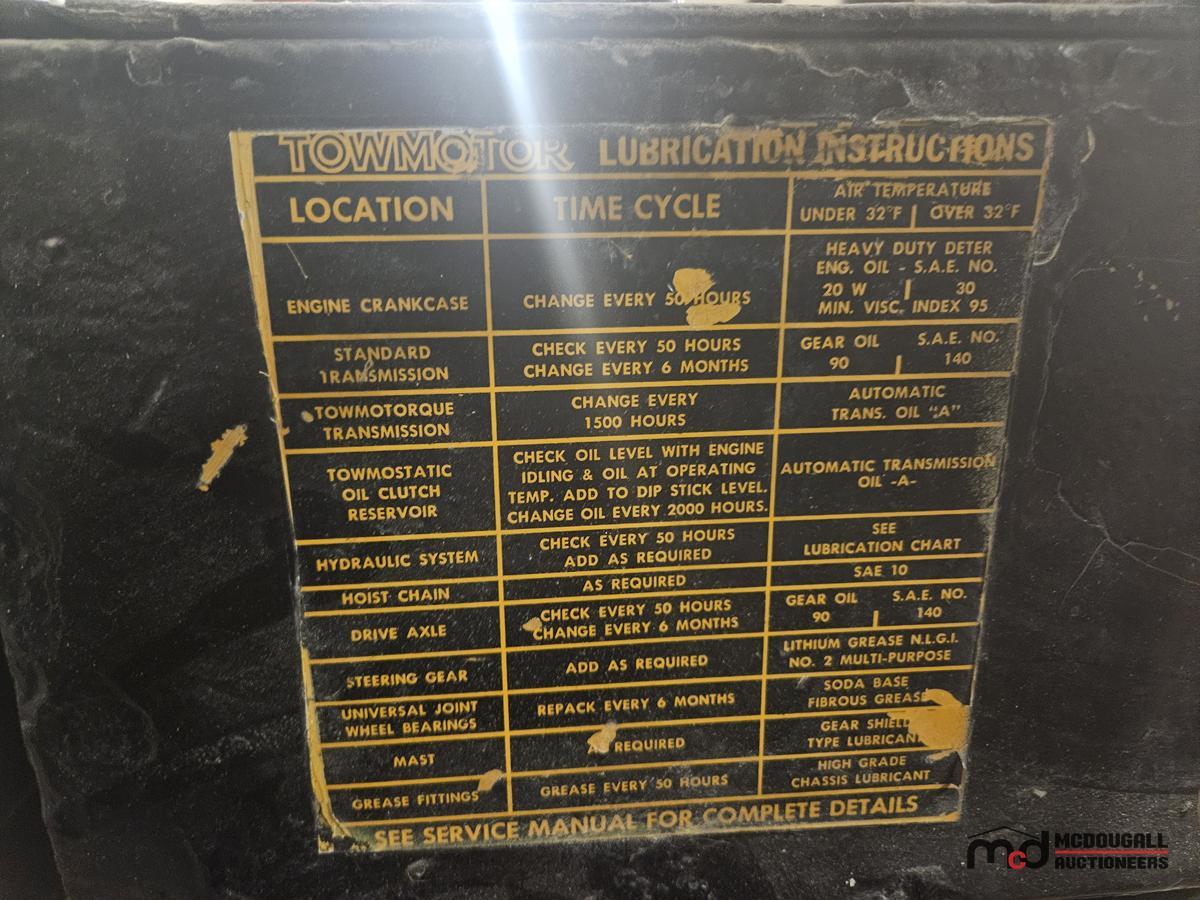 TOWMOTOR LUBRICATION INSTRUCTIONS
LOCATION
TIME CYCLE
AIR TEMPERATURE
UNDER 32°F | OVER 32°F
ENGINE CRANKCASE
CHANGE EVERY 50 HOURS
HEAVY DUTY DETER
ENG. OIL - S.A.E. NO.
20 W | 30
MIN. VISC. INDEX 95
STANDARD
TRANSMISSION
CHECK EVERY 50 HOURS
CHANGE EVERY 6 MONTHS
GEAR OIL S.A.E. NO.
90 | 140
TOWMOTORQUE
TRANSMISSION
CHANGE EVERY
1500 HOURS
AUTOMATIC
TRANS. OIL "A"
TOWMOSTATIC
OIL CLUTCH
RESERVOIR
CHECK OIL LEVEL WITH ENGINE
IDLING & OIL AT OPERATING
TEMP. ADD TO DIP STICK LEVEL.
CHANGE OIL EVERY 2000 HOURS.
AUTOMATIC TRANSMISSION
OIL -A-
HYDRAULIC SYSTEM
CHECK EVERY 50 HOURS
ADD AS REQUIRED
SEE
LUBRICATION CHART
HOIST CHAIN
AS REQUIRED
SAE 10
DRIVE AXLE
CHECK EVERY 50 HOURS
CHANGE EVERY 6 MONTHS
GEAR OIL S.A.E. NO.
90 | 140
STEERING GEAR
ADD AS REQUIRED
LITHIUM GREASE N.L.G.I.
NO. 2 MULTI-PURPOSE
UNIVERSAL JOINT
WHEEL BEARINGS
REPACK EVERY 6 MONTHS
SODA BASE
FIBROUS GREASE
MAST
AS REQUIRED
GEAR SHIELD
TYPE LUBRICANT
GREASE FITTINGS
GREASE EVERY 50 HOURS
HIGH GRADE
CHASSIS LUBRICANT
SEE SERVICE MANUAL FOR COMPLETE DETAILS
mcd MCDOUGALL
AUCTIONEERS